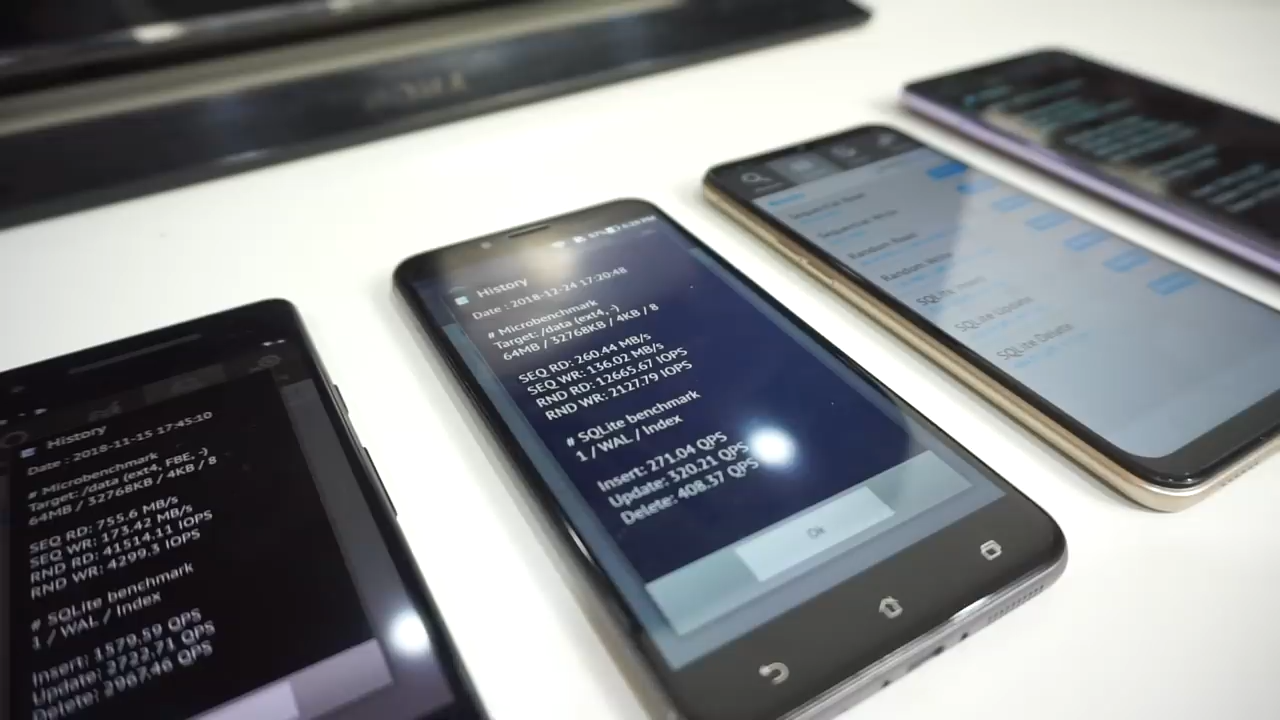 History
Date : 2018-11-15 17:45:10
# Microbenchmark
Target: /data (ext4, FBE, -)
64MB / 32768KB / 4KB / 8
SEQ RD: 755.6 MB/s
SEQ WR: 173.42 MB/s
RND RD: 41514.11 IOPS
RND WR: 4299.3 IOPS
# SQLite benchmark
1 / WAL / Index
Insert: 1579.59 QPS
Update: 2722.71 QPS
Delete: 2967.46 QPS
History
Date : 2018-12-24 17:20:48
# Microbenchmark
Target: /data (ext4, -)
64MB / 32768KB / 4KB / 8
SEQ RD: 260.44 MB/s
SEQ WR: 136.02 MB/s
RND RD: 12665.67 IOPS
RND WR: 2127.79 IOPS
# SQLite benchmark
1 / WAL / Index
Insert: 271.04 QPS
Update: 320.21 QPS
Delete: 408.37 QPS
Ok
Sequential Read
Sequential Write
Random Read
Random Write
SQLite Insert
SQLite Update
SQLite Delete